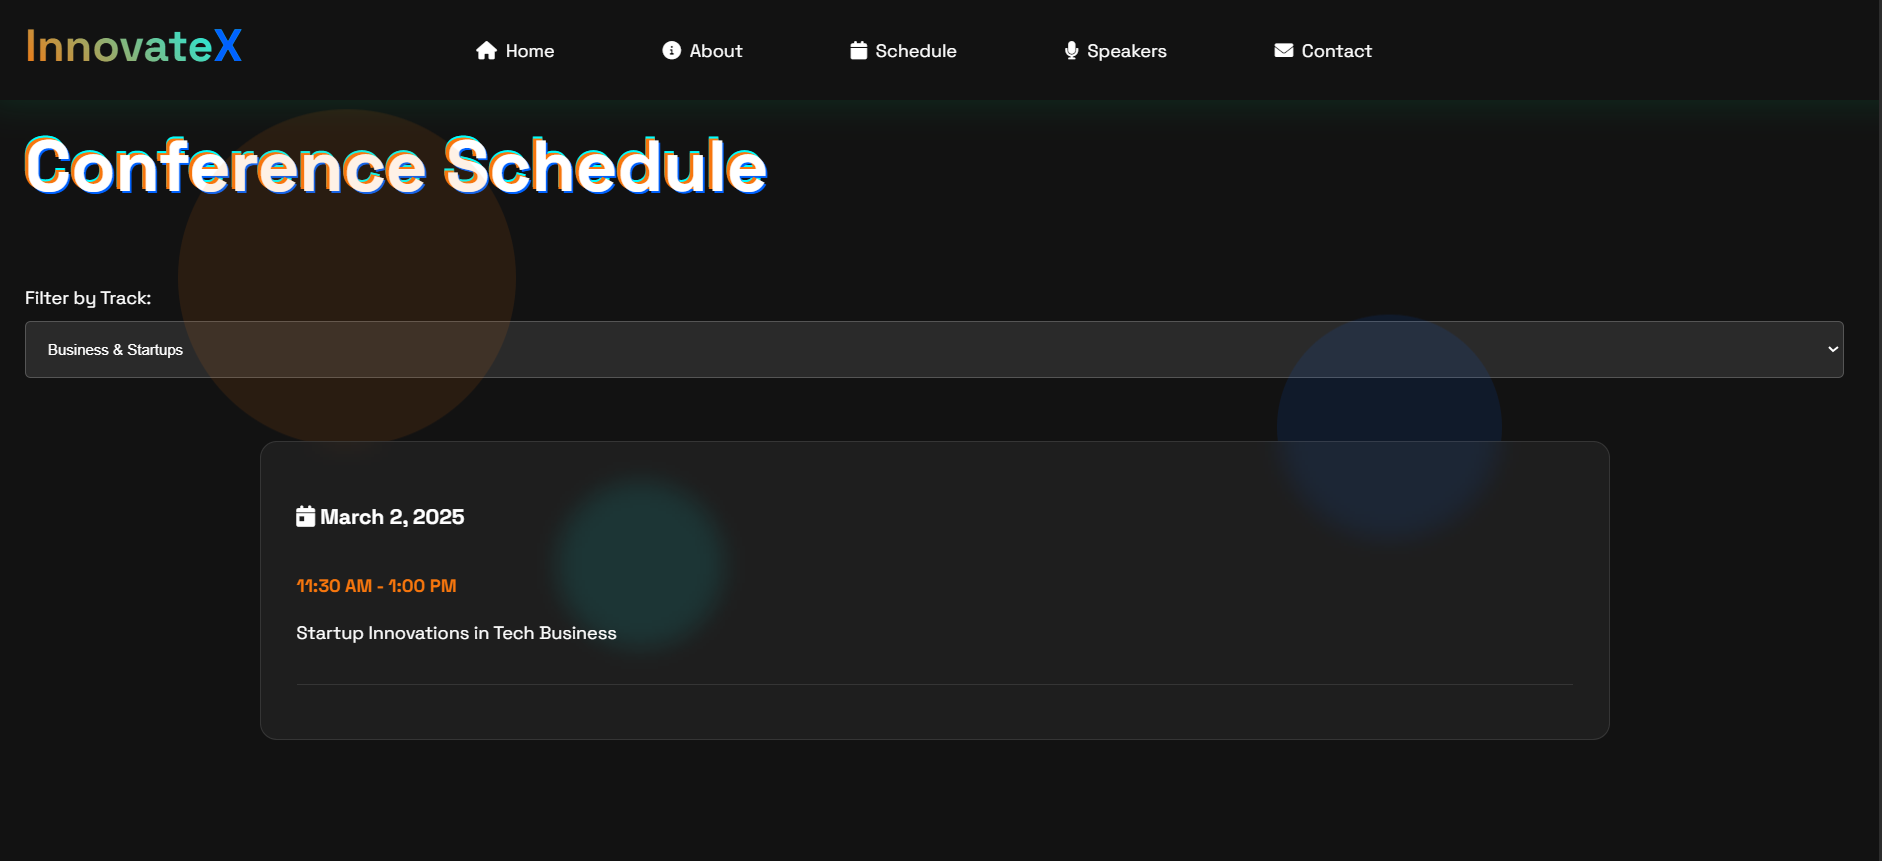 InnovateX
Home About Schedule Speakers Contact
Conference Schedule
Filter by Track:
Business & Startups
March 2, 2025
11:30 AM - 1:00 PM
Startup Innovations in Tech Business